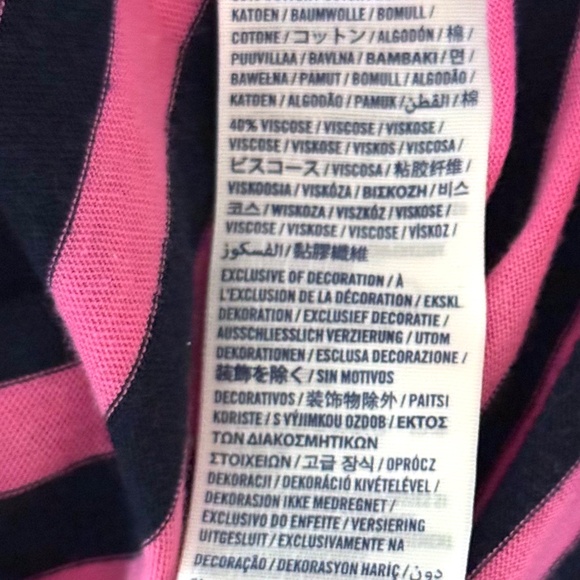 KATOEN / BAUMWOLLE / BOMULL /
COTONE / コットン / ALGODÓN / 棉 /
PUUVILLAA / BAVLNA / ΒΑΜΒΑΚΙ / 면 /
BAWEŁNA / PAMUT / BOMULL / ALGODÃO /
KATOEN / ALGODÃO / PAMUK / القطن / 棉
40% VISCOSE / VISCOSE / VISKOSE /
VISCOSE / VISKOSE / VISKOS / VISCOSA /
ビスコース / VISCOSA / 粘胶纤维 /
VISKOOSIA / VISKÓZA / ΒΙΣΚΟΖΗ / 비스
코스 / WISKOZA / VISZKÓZ / VISKOSE /
VISCOSE / VISCOSE / VISCOSE / VİSKOZ /
الفسكوز / 黏膠纖維
EXCLUSIVE OF DECORATION / À
L'EXCLUSION DE LA DÉCORATION / EKSKL
DEKORATION / EXCLUSIEF DECORATIE /
AUSSCHLIESSLICH VERZIERUNG / UTOM
DEKORATIONEN / ESCLUSA DECORAZIONE /
装飾を除く / SIN MOTIVOS
DECORATIVOS / 装饰物除外 / PAITSI
KORISTE / S VÝJIMKOU OZDOB / ΕΚΤΟΣ
ΤΩΝ ΔΙΑΚΟΣΜΗΤΙΚΩΝ
ΣΤΟΙΧΕΙΩΝ / 고급 장식 / OPRÓCZ
DEKORACJI / DEKORÁCIÓ KIVÉTELÉVEL /
DEKORASJON IKKE MEDREGNET /
EXCLUSIVO DO ENFEITE / VERSIERING
UITGESLUIT / EXCLUSIVAMENTE NA
DECORAÇÃO / DEKORASYON HARİÇ / دون